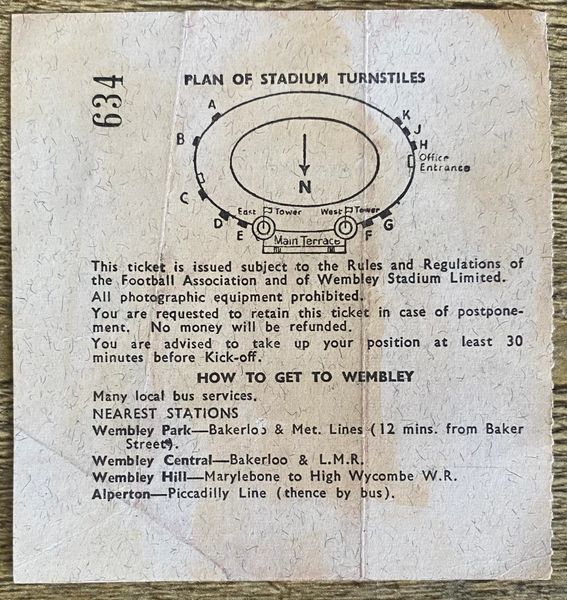 634
PLAN OF STADIUM TURNSTILES
A
K
J
B
H
Office
Entrance
N
C
East Tower
West Tower
D
E
F
G
Main Terrace
This ticket is issued subject to the Rules and Regulations of
the Football Association and of Wembley Stadium Limited.
All photographic equipment prohibited.
You are requested to retain this ticket in case of postpone-
ment. No money will be refunded.
You are advised to take up your position at least 30
minutes before Kick-off.
HOW TO GET TO WEMBLEY
Many local bus services.
NEAREST STATIONS
Wembley Park—Bakerloo & Met. Lines (12 mins. from Baker
Street).
Wembley Central—Bakerloo & L.M.R.
Wembley Hill—Marylebone to High Wycombe W.R.
Alperton—Piccadilly Line (thence by bus).